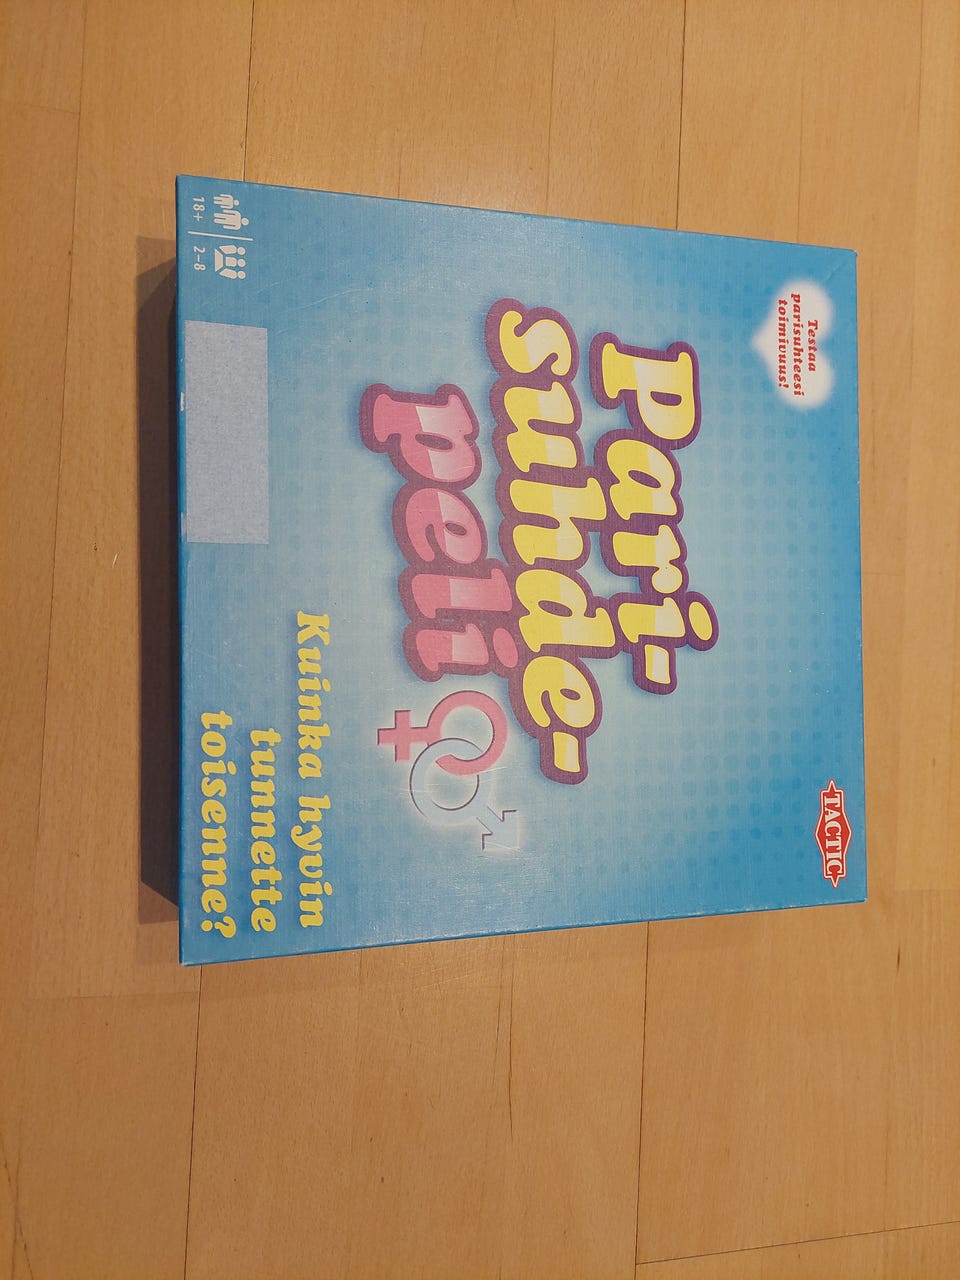 Testaa
parisuhteesi
toimivuus!
TACTIC
Pari-
suhde-
peli
Kuinka hyvin
tunnette
toisenne?
18+ 2-8